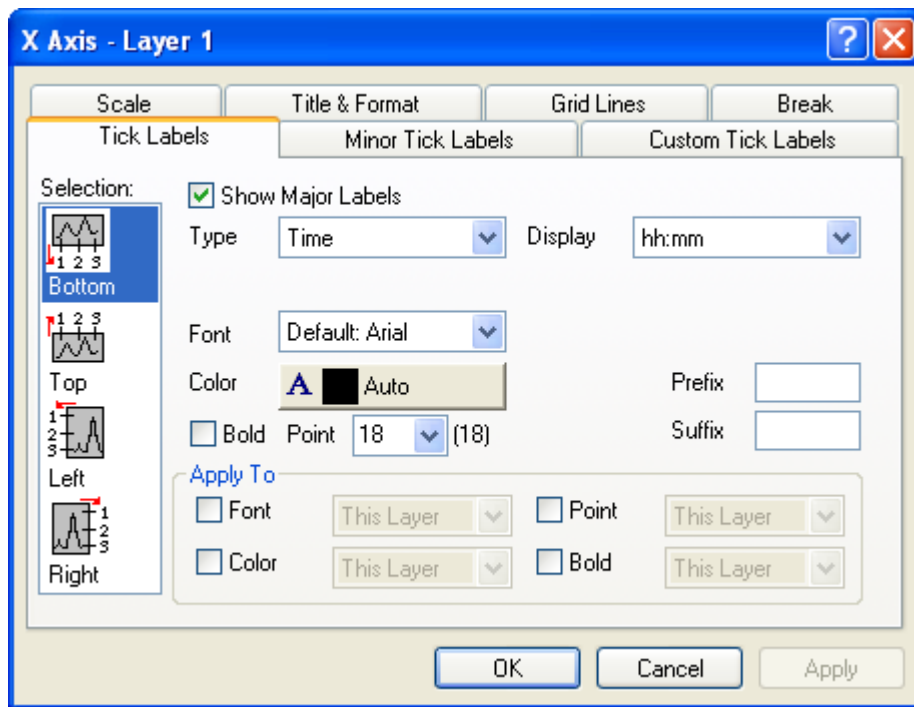 X Axis - Layer 1
Scale Title & Format Grid Lines Break
Tick Labels Minor Tick Labels Custom Tick Labels
Selection:
1 2 3
Bottom
1 2 3
Top
1
2
3
Left
1
2
3
Right
Show Major Labels
Type Time Display hh:mm
Font Default: Arial
Color A Auto Prefix
Bold Point 18 (18) Suffix
Apply To
Font This Layer Point This Layer
Color This Layer Bold This Layer
OK Cancel Apply